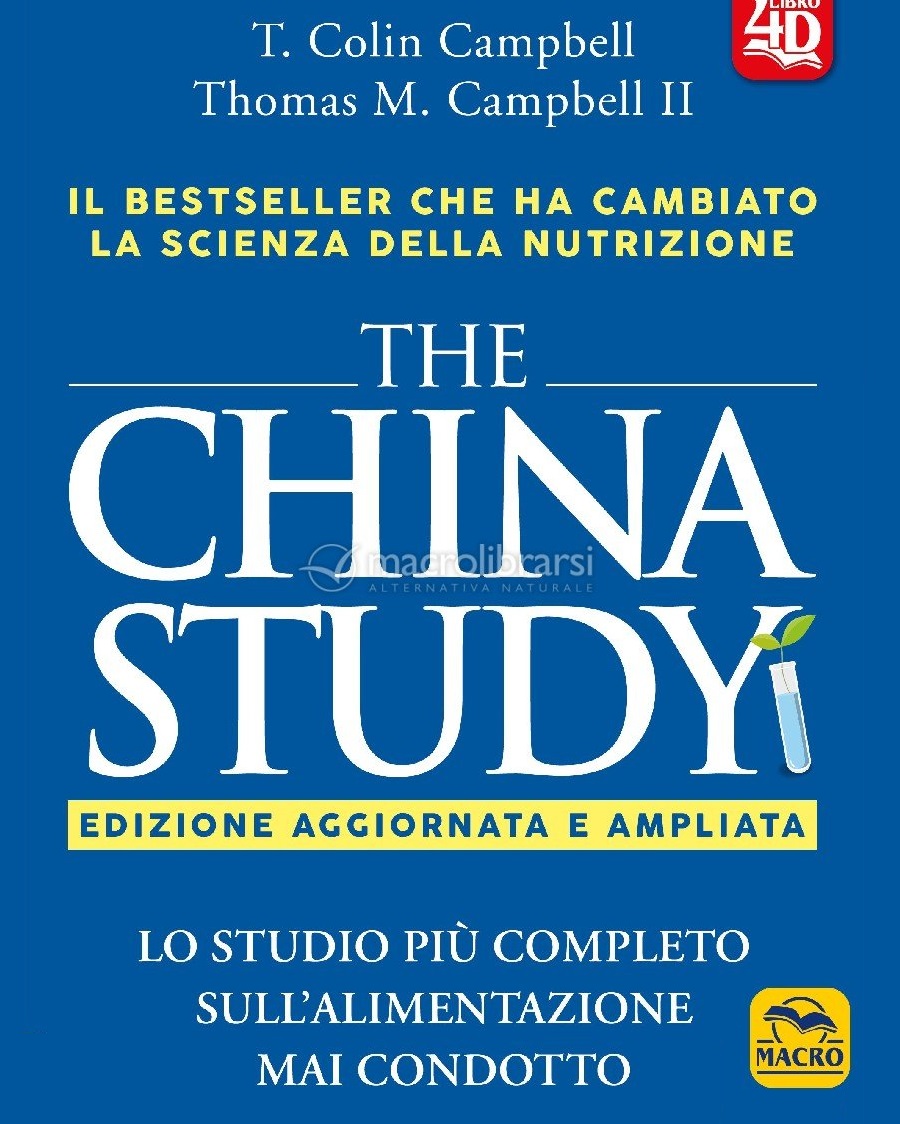 LIBRO
4D
T. Colin Campbell
Thomas M. Campbell II
IL BESTSELLER CHE HA CAMBIATO
LA SCIENZA DELLA NUTRIZIONE
THE
CHINA
macrolibrarsi
ALTERNATIVA NATURALE
STUDY
EDIZIONE AGGIORNATA E AMPLIATA
LO STUDIO PIÙ COMPLETO
SULL'ALIMENTAZIONE
MAI CONDOTTO
MACRO